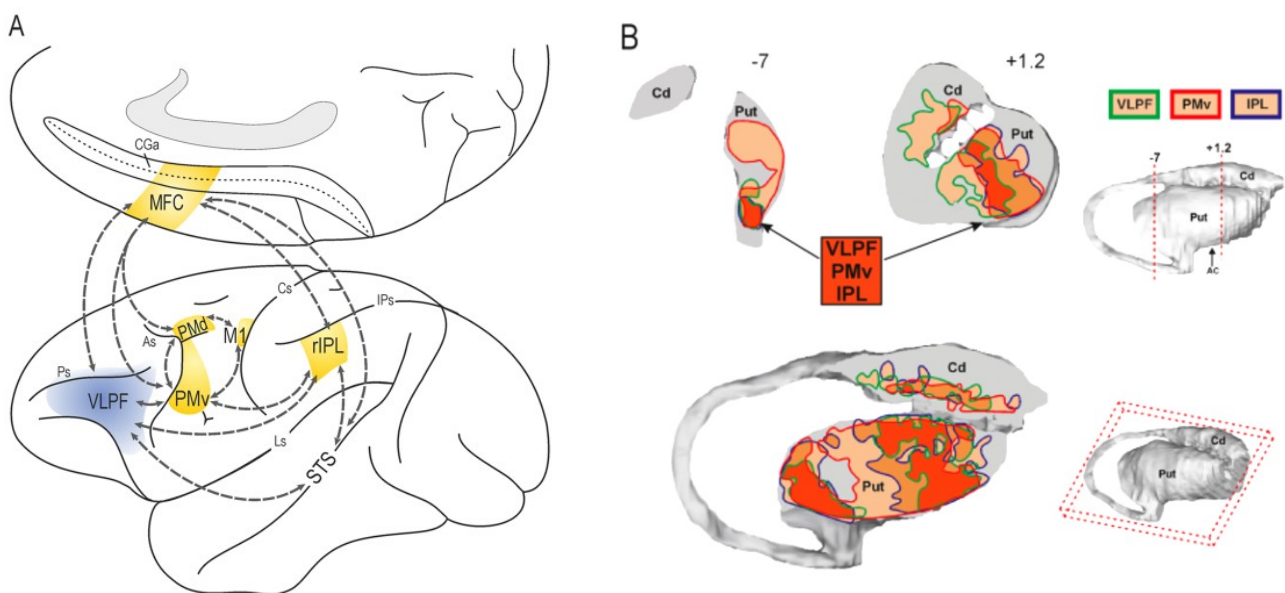 A
CGa
MFC
Cs
IPs
As
PMd
M1
rIPL
Ps
VLPF
PMv
Ls
STS
B
-7
+1.2
Cd
Put
Cd
Put
VLPF
PMv
IPL
VLPF
PMv
IPL
-7
+1.2
Cd
Put
AC
Cd
Put
Cd
Put